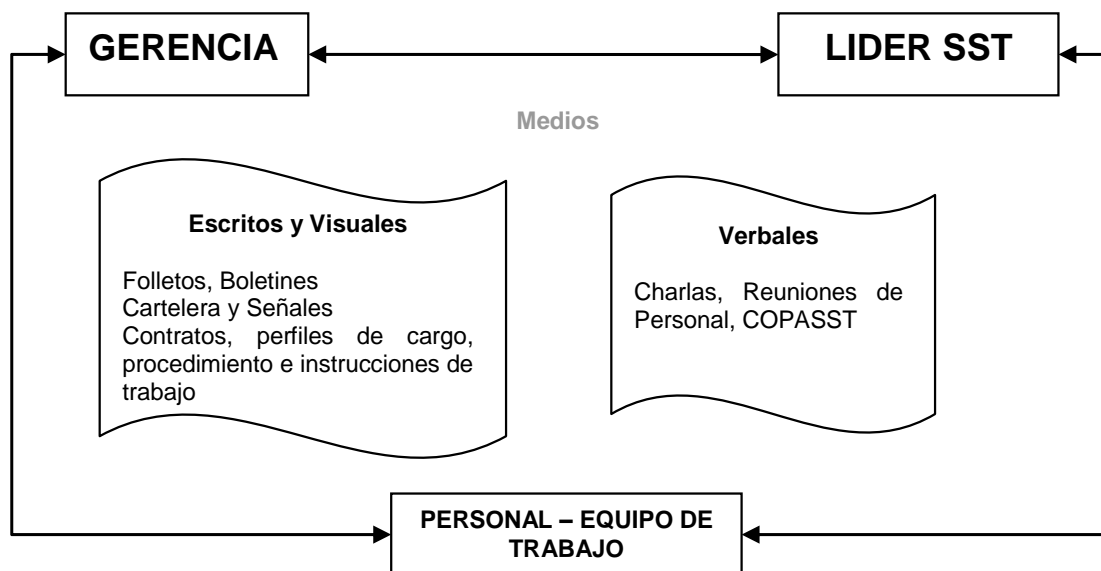 GERENCIA
LIDER SST
Medios
Escritos y Visuales
Folletos, Boletines
Cartelera y Señales
Contratos, perfiles de cargo,
procedimiento e instrucciones de
trabajo
Verbales
Charlas, Reuniones de
Personal, COPASST
PERSONAL – EQUIPO DE
TRABAJO